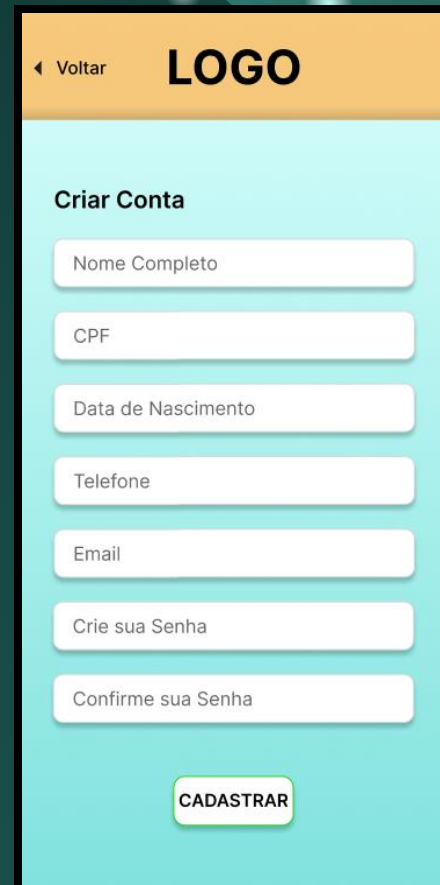 Voltar LOGO
Criar Conta
Nome Completo
CPF
Data de Nascimento
Telefone
Email
Crie sua Senha
Confirme sua Senha
CADASTRAR